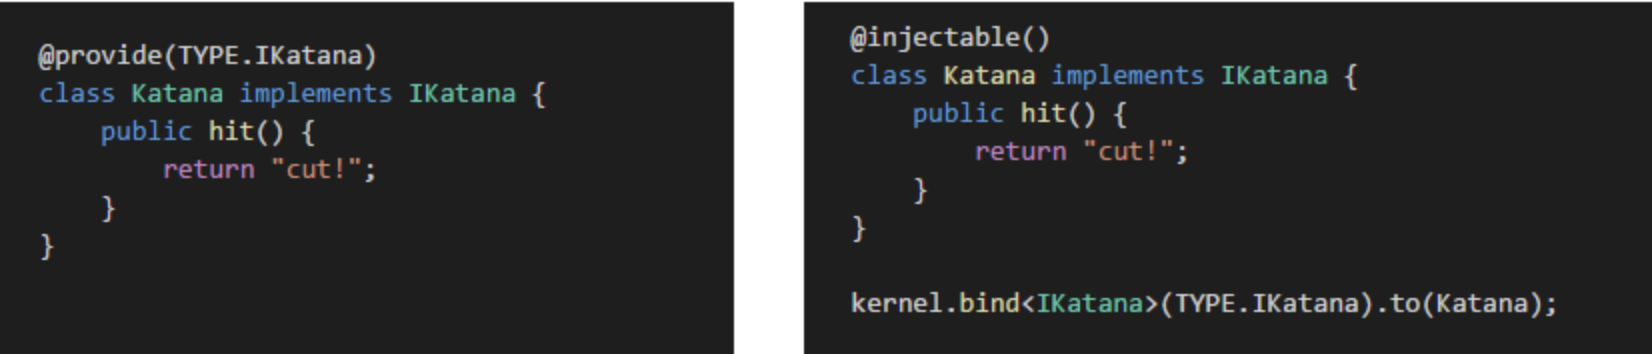 @provide(TYPE.IKatana)
class Katana implements IKatana {
    public hit() {
        return "cut!";
    }
}
@injectable()
class Katana implements IKatana {
    public hit() {
        return "cut!";
    }
}
kernel.bind<IKatana>(TYPE.IKatana).to(Katana);